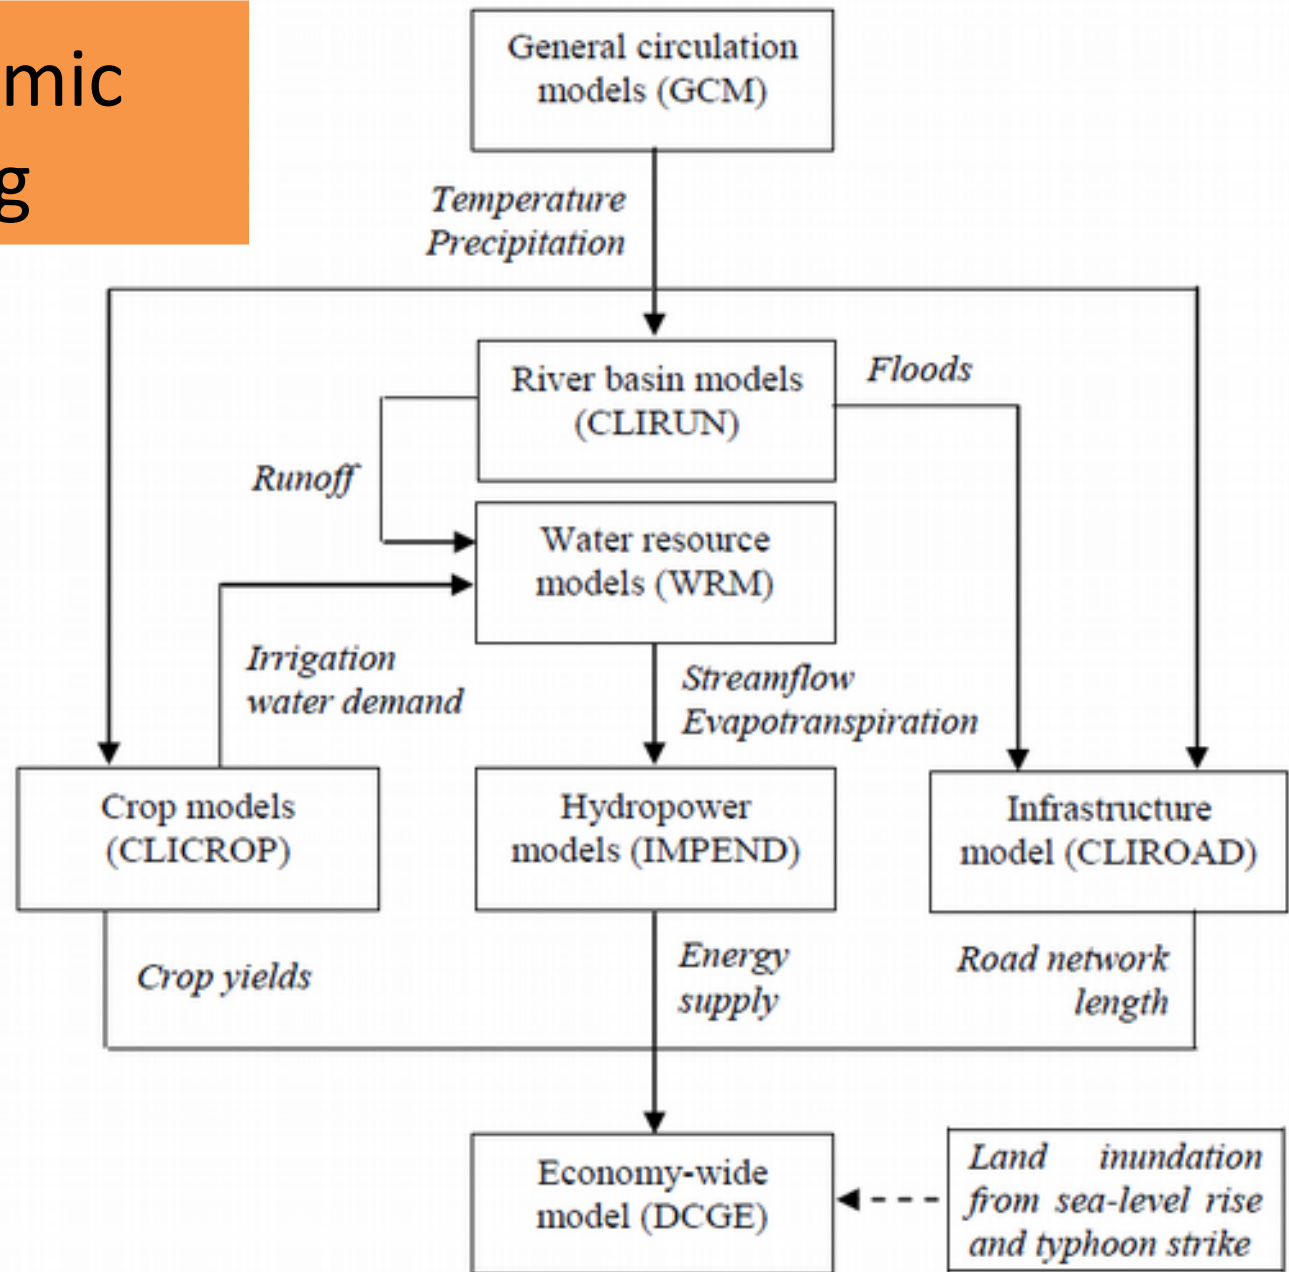 mic
g
General circulation
models (GCM)
Temperature
Precipitation
River basin models
(CLIRUN)
Floods
Runoff
Water resource
models (WRM)
Irrigation
water demand
Streamflow
Evapotranspiration
Crop models
(CLICROP)
Hydropower
models (IMPEND)
Infrastructure
model (CLIROAD)
Crop yields
Energy
supply
Road network
length
Economy-wide
model (DCGE)
Land inundation
from sea-level rise
and typhoon strike